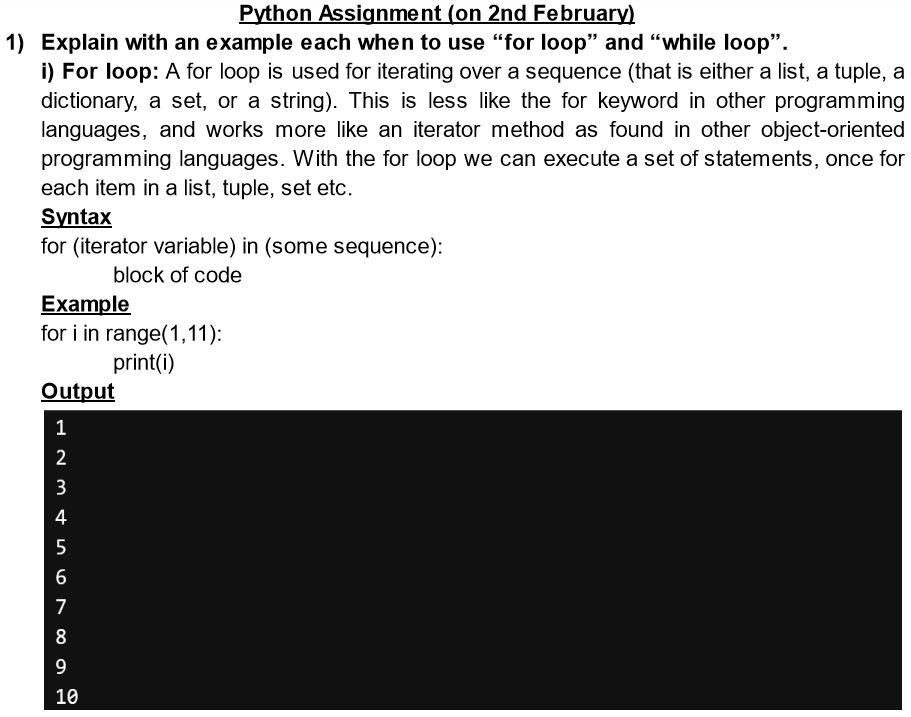 Python Assignment (on 2nd February)
1) Explain with an example each when to use “for loop” and “while loop”.
i) For loop: A for loop is used for iterating over a sequence (that is either a list, a tuple, a
dictionary, a set, or a string). This is less like the for keyword in other programming
languages, and works more like an iterator method as found in other object-oriented
programming languages. With the for loop we can execute a set of statements, once for
each item in a list, tuple, set etc.
Syntax
for (iterator variable) in (some sequence):
block of code
Example
for i in range(1,11):
print(i)
Output
1
2
3
4
5
6
7
8
9
10